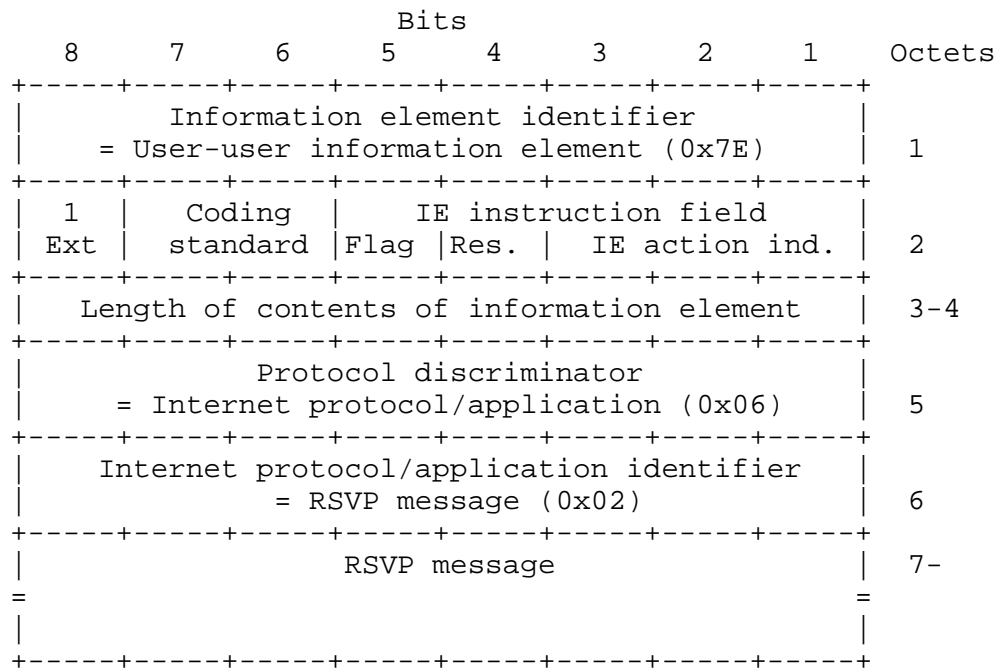 Bits
   8     7     6     5     4     3     2     1    Octets
+-----+-----+-----+-----+-----+-----+-----+-----+
|        Information element identifier         |
|    = User-user information element (0x7E)     |  1
+-----+-----+-----+-----+-----+-----+-----+-----+
|  1  |   Coding  |    IE instruction field     |
| Ext |  standard |Flag |Res. |  IE action ind. |  2
+-----+-----+-----+-----+-----+-----+-----+-----+
|   Length of contents of information element   |  3-4
+-----+-----+-----+-----+-----+-----+-----+-----+
|            Protocol discriminator             |
|     = Internet protocol/application (0x06)    |  5
+-----+-----+-----+-----+-----+-----+-----+-----+
|    Internet protocol/application identifier   |
|             = RSVP message (0x02)             |  6
+-----+-----+-----+-----+-----+-----+-----+-----+
|                 RSVP message                  |  7-
=                                               =
|                                               |
+-----+-----+-----+-----+-----+-----+-----+-----+